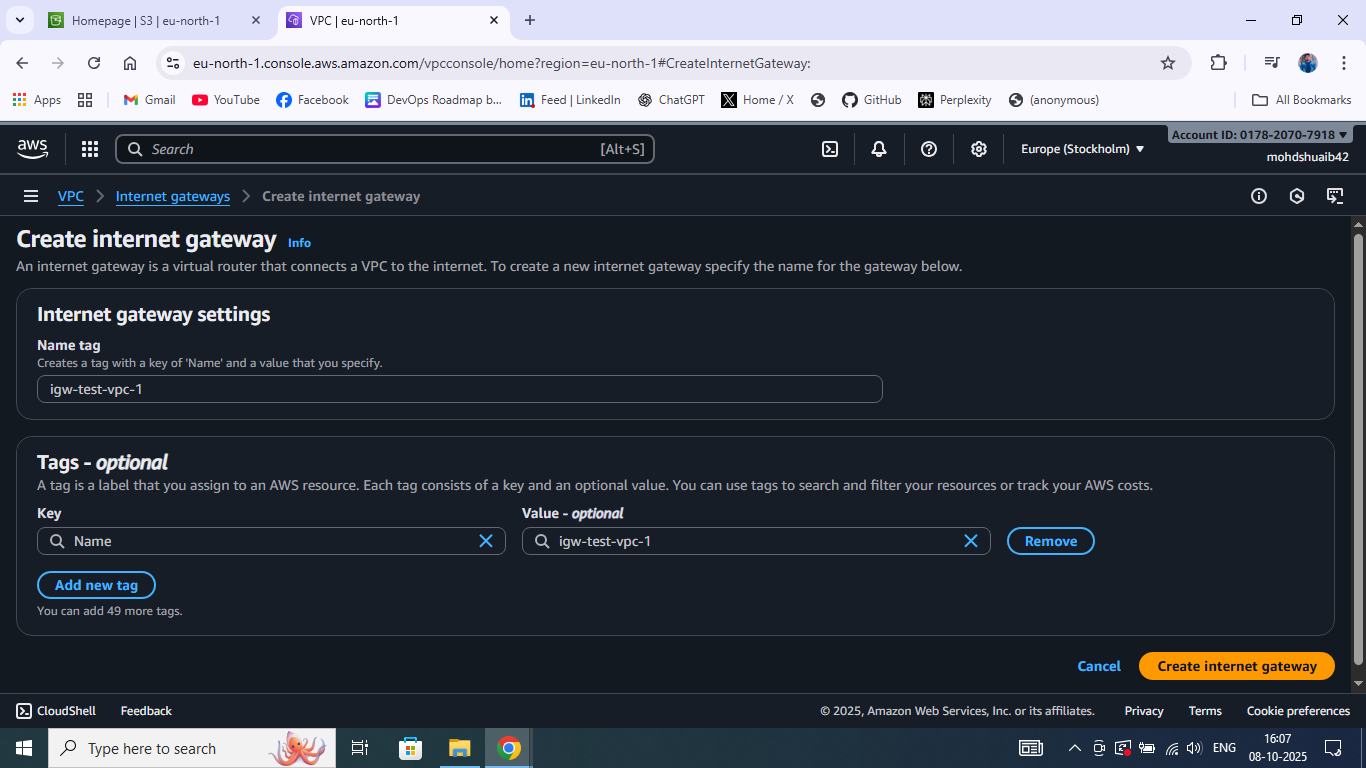 Homepage | S3 | eu-north-1
VPC | eu-north-1
eu-north-1.console.aws.amazon.com/vpcconsole/home?region=eu-north-1#CreateInternetGateway:
Apps Gmail YouTube Facebook DevOps Roadmap b... Feed | LinkedIn ChatGPT Home / X GitHub Perplexity (anonymous) All Bookmarks
aws Search [Alt+S] Europe (Stockholm) Account ID: 0178-2070-7918
mohdshuaib42
VPC Internet gateways Create internet gateway
Create internet gateway Info
An internet gateway is a virtual router that connects a VPC to the internet. To create a new internet gateway specify the name for the gateway below.
Internet gateway settings
Name tag
Creates a tag with a key of 'Name' and a value that you specify.
igw-test-vpc-1
Tags - optional
A tag is a label that you assign to an AWS resource. Each tag consists of a key and an optional value. You can use tags to search and filter your resources or track your AWS costs.
Key Value - optional
Name igw-test-vpc-1 Remove
Add new tag
You can add 49 more tags.
Cancel Create internet gateway
CloudShell Feedback © 2025, Amazon Web Services, Inc. or its affiliates. Privacy Terms Cookie preferences
Type here to search ENG 16:07
08-10-2025